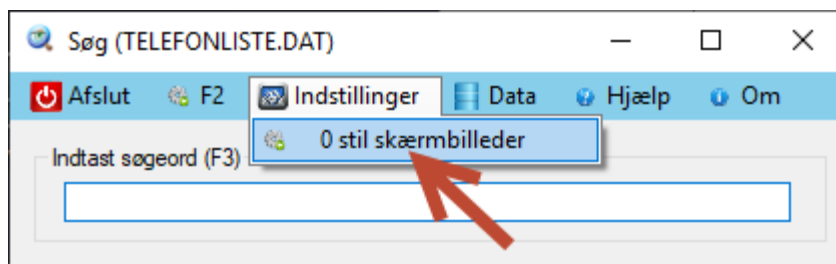 Søg (TELEFONLISTE.DAT)
Afslut F2 Indstillinger Data Hjælp Om
0 stil skærmbilleder
Indtast søgeord (F3)